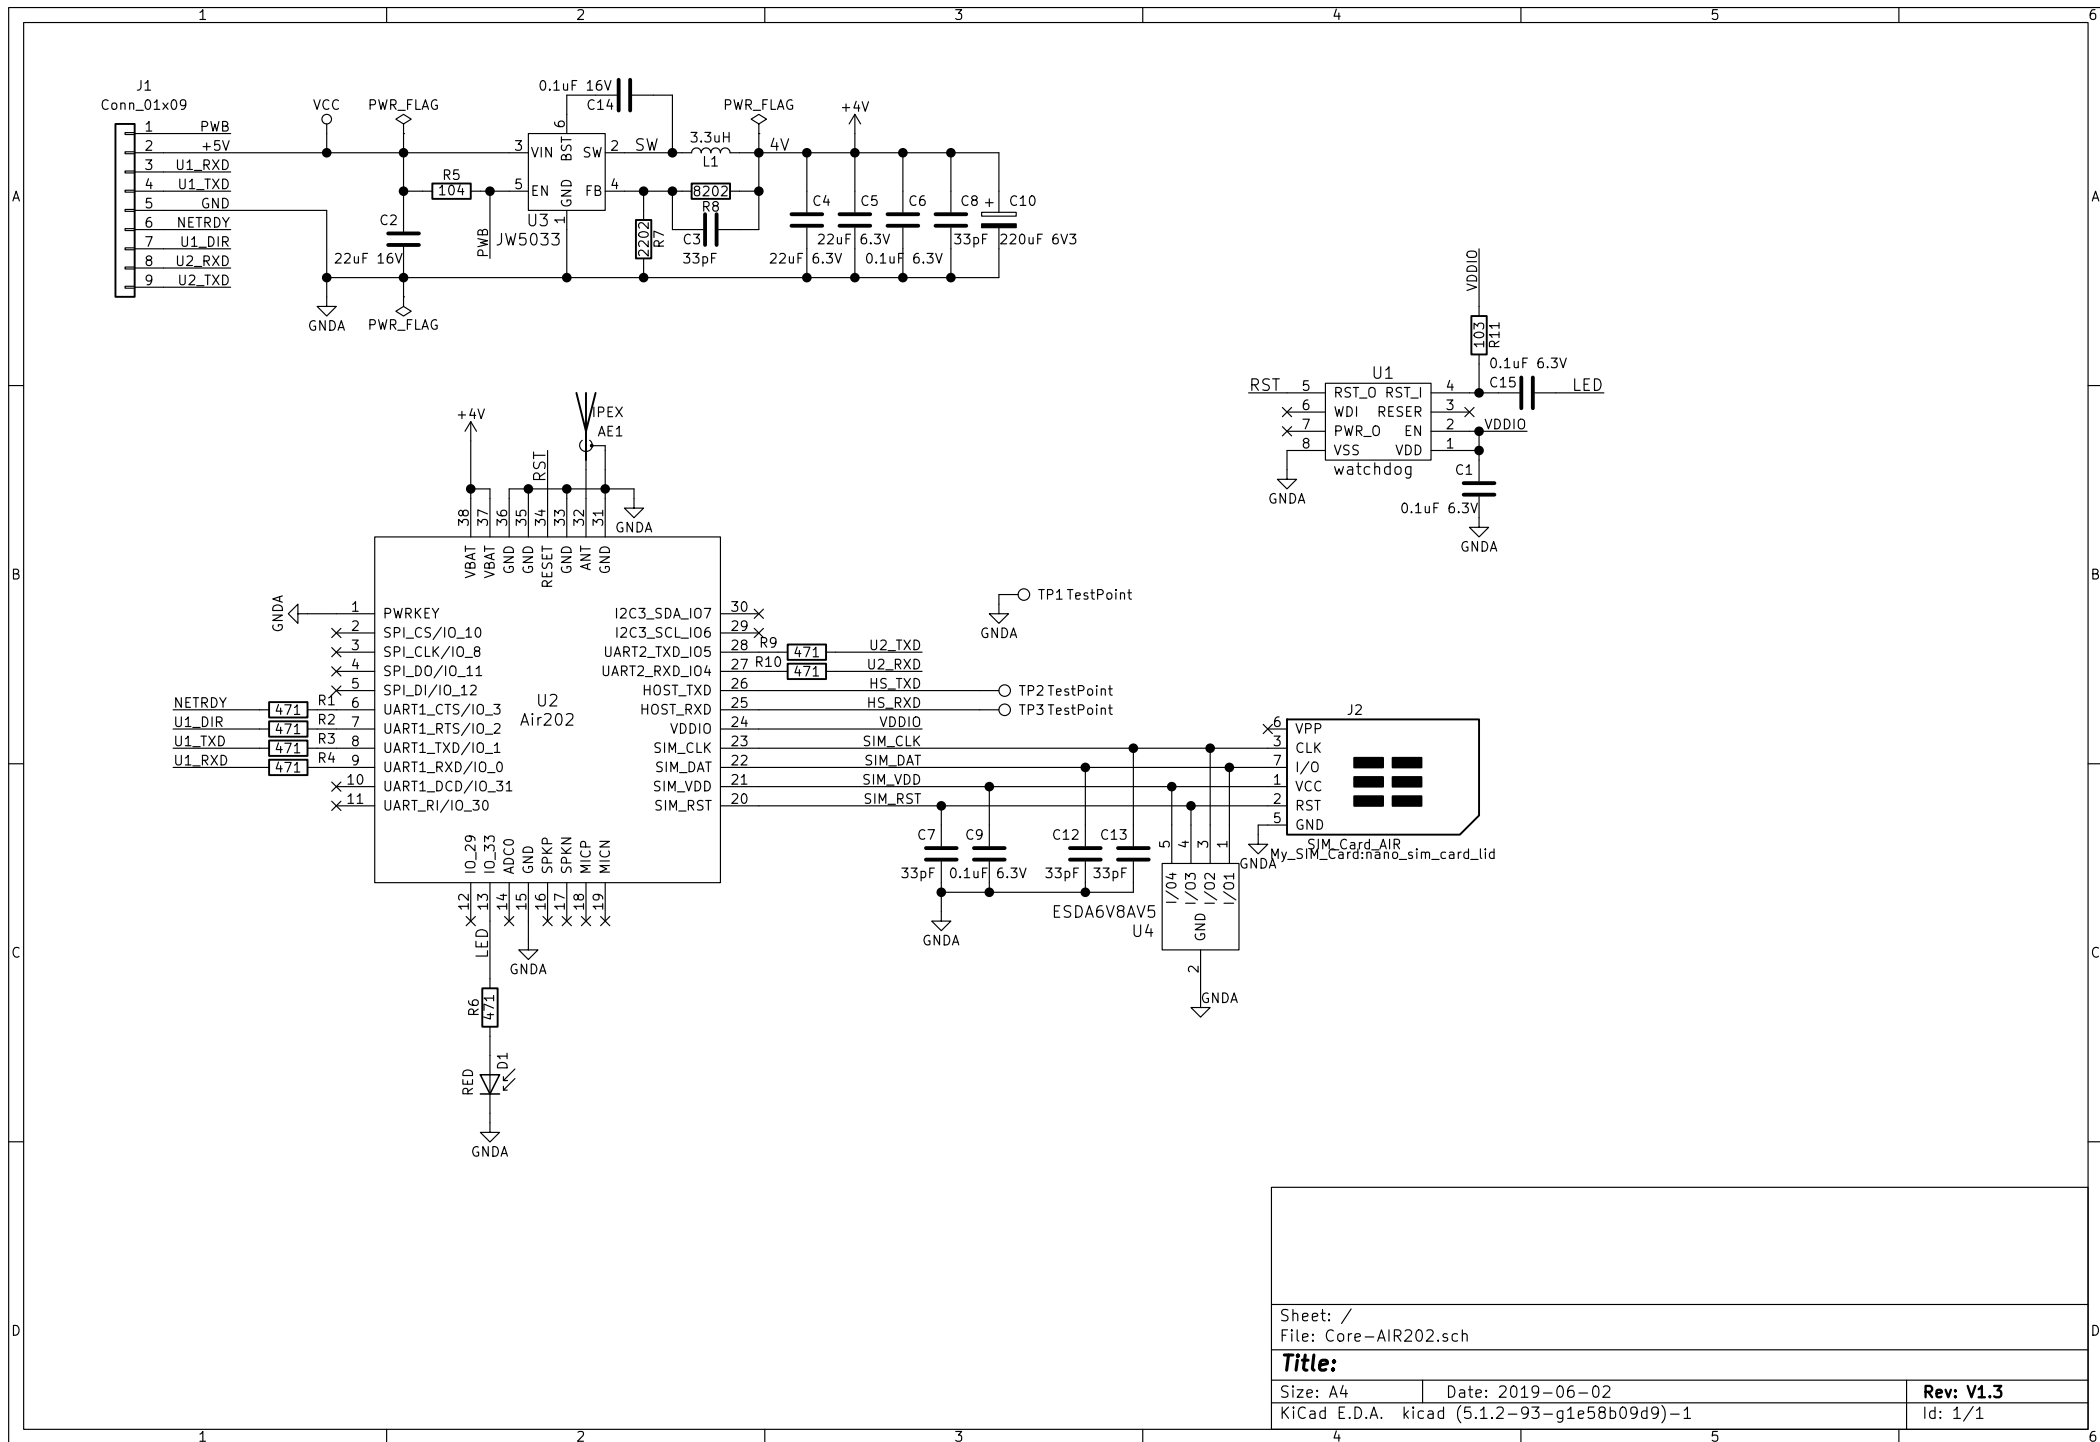 1 2 3 4 5 6
A
B
C
D
A
B
C
D
1 2 3 4 5 6
J1
Conn_01x09
1 PWB
2 +5V
3 U1_RXD
4 U1_TXD
5 GND
6 NETRDY
7 U1_DIR
8 U2_RXD
9 U2_TXD
VCC
PWR_FLAG
GNDA
PWR_FLAG
C2
22uF 16V
R5
104
PWB
0.1uF 16V
C14
6
3 VIN BST SW 2 SW
5 EN GND FB 4
1
U3
JW5033
3.3uH
L1
8202
R8
C3
33pF
2202
R7
PWR_FLAG
4V
+4V
C4
22uF 6.3V
C5
22uF 6.3V
C6
0.1uF 6.3V
C8
33pF
+ C10
220uF 6V3
VDDIO
103
R11
0.1uF 6.3V
C15
LED
U1
RST 5 RST_O RST_I 4
6 WDI RESER 3
7 PWR_O EN 2 VDDIO
8 VSS VDD 1
watchdog
GNDA
C1
0.1uF 6.3V
GNDA
+4V
IPEX
AE1
RST
GNDA
38 37 36 35 34 33 32 31
VBAT VBAT GND GND RESET GND ANT GND
GNDA
1 PWRKEY
2 SPI_CS/IO_10
3 SPI_CLK/IO_8
4 SPI_DO/IO_11
5 SPI_DI/IO_12
NETRDY 471 R1 6 UART1_CTS/IO_3
U1_DIR 471 R2 7 UART1_RTS/IO_2
U1_TXD 471 R3 8 UART1_TXD/IO_1
U1_RXD 471 R4 9 UART1_RXD/IO_0
10 UART1_DCD/IO_31
11 UART_RI/IO_30
U2
Air202
I2C3_SDA_IO7 30
I2C3_SCL_IO6 29
UART2_TXD_IO5 28 R9 471 U2_TXD
UART2_RXD_IO4 27 R10 471 U2_RXD
HOST_TXD 26 HS_TXD TP2 TestPoint
HOST_RXD 25 HS_RXD TP3 TestPoint
VDDIO 24 VDDIO
SIM_CLK 23 SIM_CLK
SIM_DAT 22 SIM_DAT
SIM_VDD 21 SIM_VDD
SIM_RST 20 SIM_RST
TP1 TestPoint
GNDA
IO_29 IO_33 ADC0 GND SPKP SPKN MICP MICN
12 13 14 15 16 17 18 19
LED
GNDA
R6
471
D1
RED
GNDA
C7
33pF
C9
0.1uF 6.3V
C12
33pF
C13
33pF
GNDA
5 4 3 1
I/O4 I/O3 I/O2 I/O1
GND
2
ESDA6V8AV5
U4
GNDA
J2
6 VPP
3 CLK
7 I/O
1 VCC
2 RST
5 GND
SIM_Card_AIR
My_SIM_Card:nano_sim_card_lid
GNDA
Sheet: /
File: Core-AIR202.sch
Title:
Size: A4 Date: 2019-06-02 Rev: V1.3
KiCad E.D.A. kicad (5.1.2-93-g1e58b09d9)-1 Id: 1/1